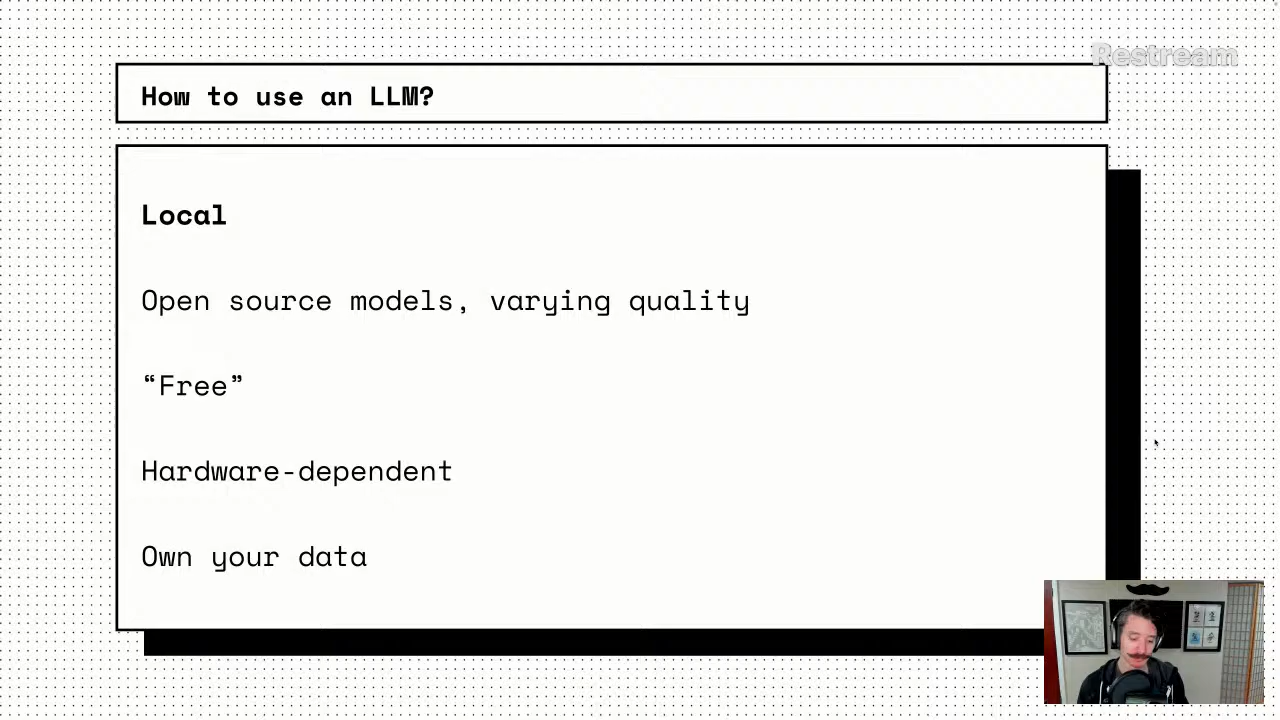 Restream
How to use an LLM?
Local
Open source models, varying quality
“Free”
Hardware-dependent
Own your data